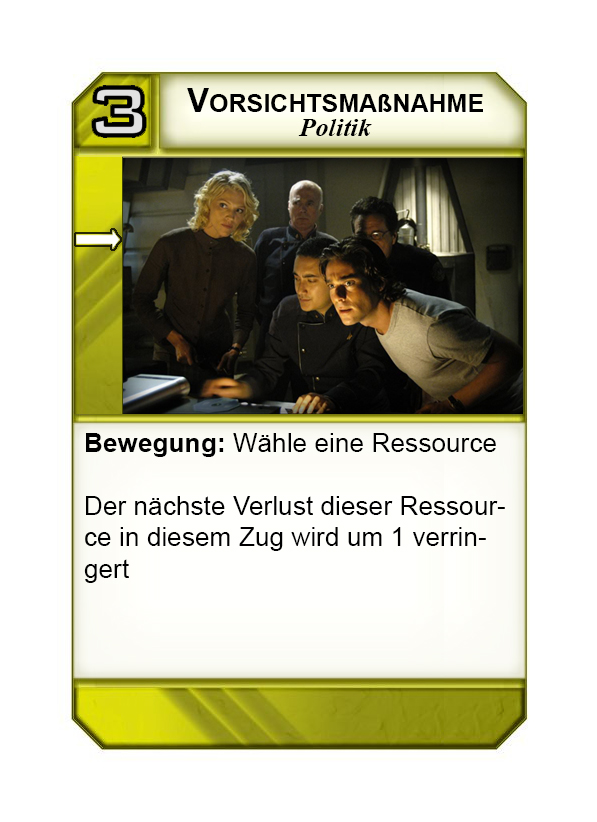 3
VORSICHTSMAßNAHME
Politik
Bewegung: Wähle eine Ressource
Der nächste Verlust dieser Ressour-
ce in diesem Zug wird um 1 verrin-
gert